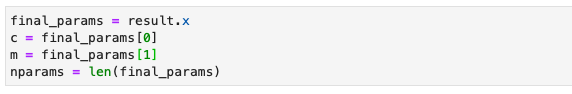 final_params = result.x
c = final_params[0]
m = final_params[1]
nparams = len(final_params)